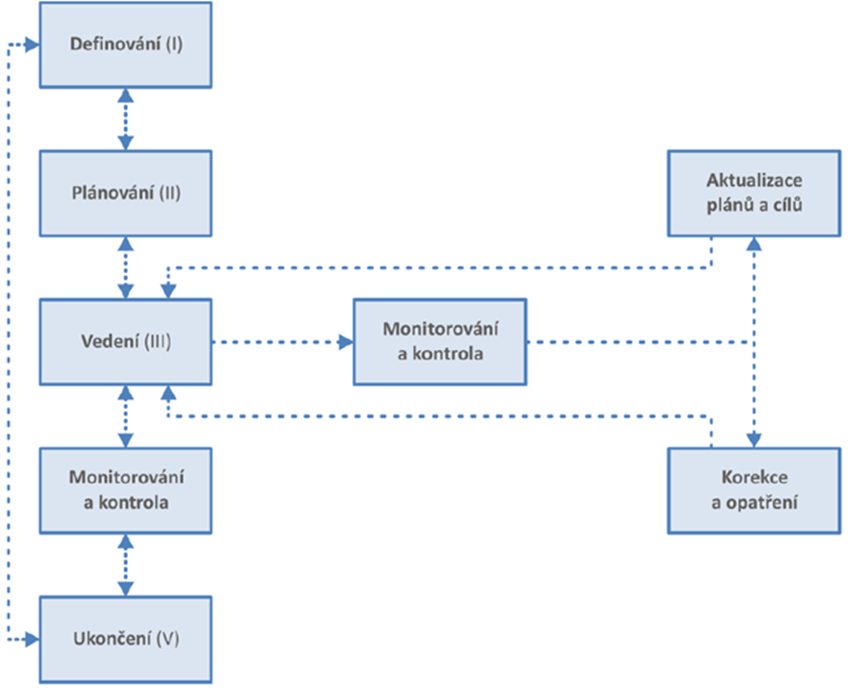 Definování (I)
Plánování (II)
Aktualizace
plánů a cílů
Vedení (III)
Monitorování
a kontrola
Monitorování
a kontrola
Korekce
a opatření
Ukončení (V)